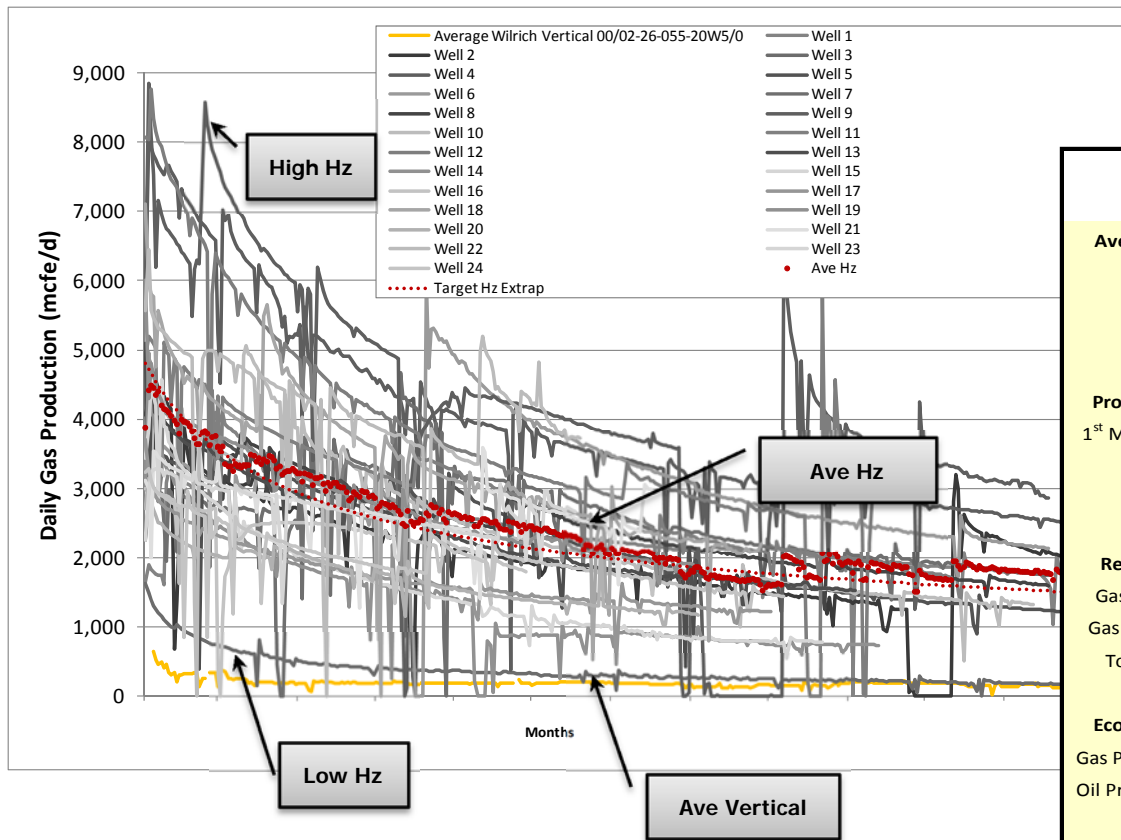 Average Wilrich Vertical 00/02-26-055-20W5/0
Well 1
Well 2
Well 3
Well 4
Well 5
Well 6
Well 7
Well 8
Well 9
Well 10
Well 11
Well 12
Well 13
Well 14
Well 15
Well 16
Well 17
Well 18
Well 19
Well 20
Well 21
Well 22
Well 23
Well 24
Ave Hz
Target Hz Extrap
Daily Gas Production (mcfe/d)
9,000
8,000
7,000
6,000
5,000
4,000
3,000
2,000
1,000
0
High Hz
Ave Hz
Low Hz
Ave Vertical
Months
Ave
Pro
1st M
Re
Gas
Gas
To
Eco
Gas P
Oil Pr